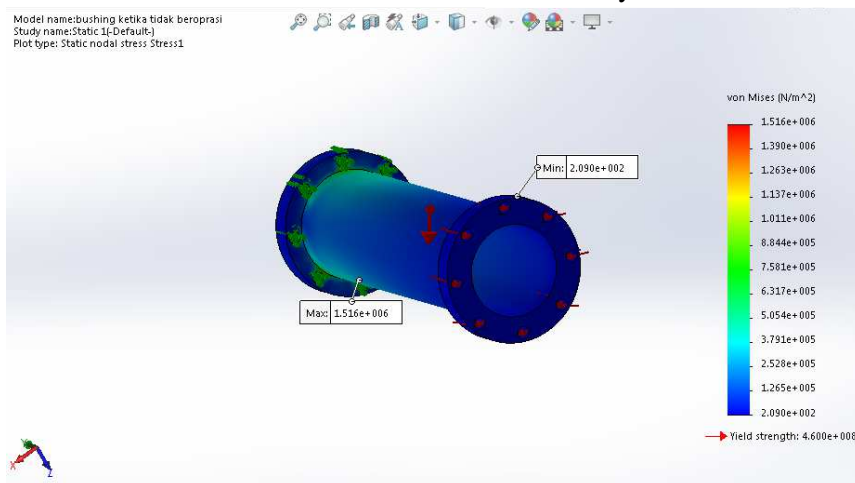 Model name:bushing ketika tidak beroprasi
Study name:Static 1(-Default-)
Plot type: Static nodal stress Stress1
von Mises (N/m^2)
1.516e+006
1.390e+006
1.263e+006
1.137e+006
1.011e+006
8.844e+005
7.581e+005
6.317e+005
5.054e+005
3.791e+005
2.528e+005
1.265e+005
2.090e+002
Yield strength: 4.600e+008
Min: 2.090e+002
Max: 1.516e+006
X
Z